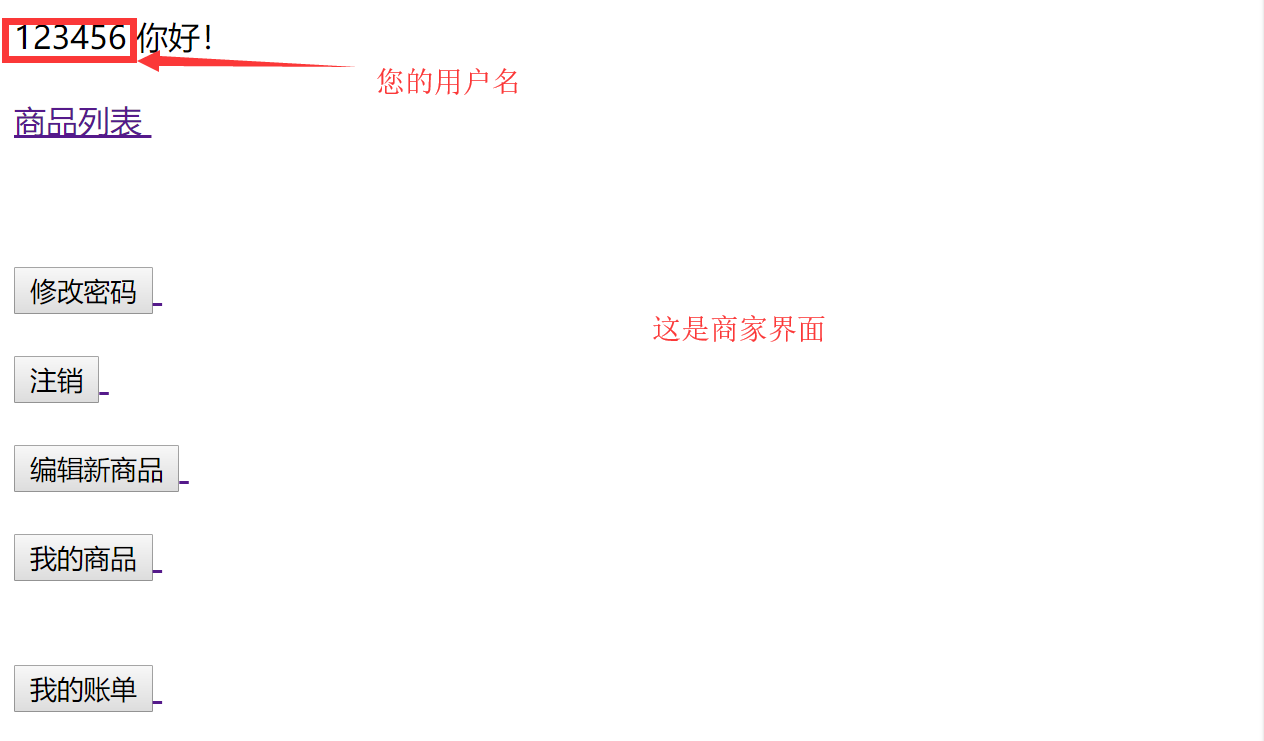 123456 你好！
您的用户名
商品列表
修改密码
这是商家界面
注销
编辑新商品
我的商品
我的账单